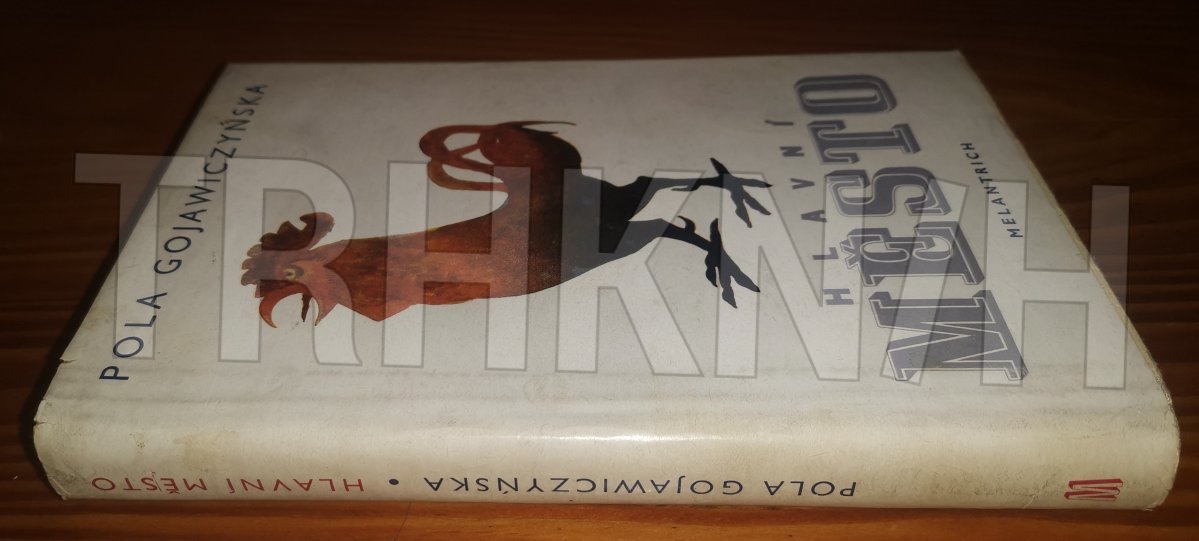 POLA GOJAWICZYŃSKA
HLAVNÍ
MĚSTO
MELANTRICH
POLA GOJAWICZYŃSKA • HLAVNÍ MĚSTO
M
TRHKNIH